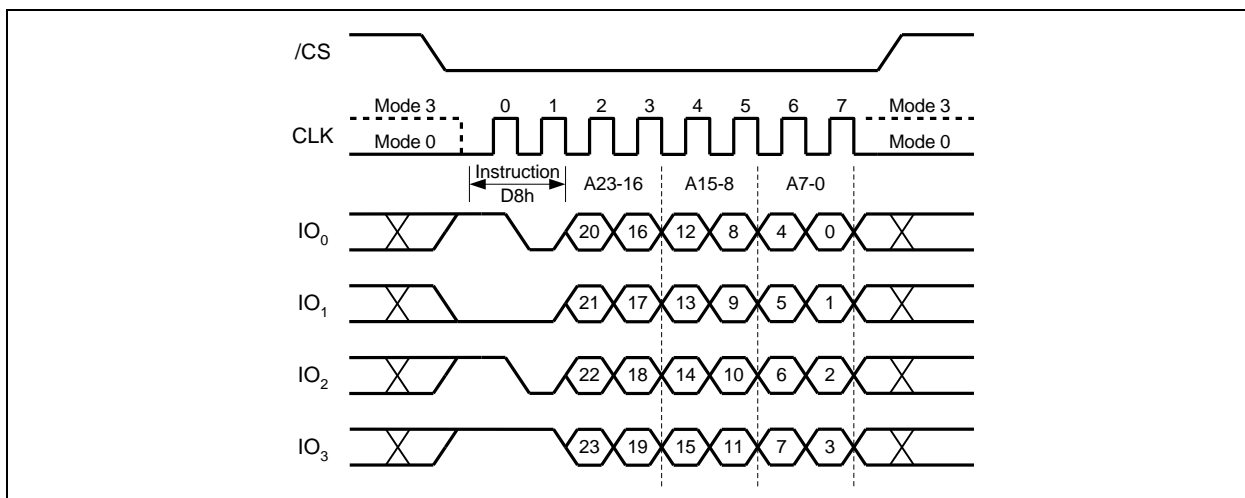 /CS
Mode 3 0 1 2 3 4 5 6 7 Mode 3
CLK
Mode 0 Mode 0
Instruction A23-16 A15-8 A7-0
D8h
IO0 20 16 12 8 4 0
IO1 21 17 13 9 5 1
IO2 22 18 14 10 6 2
IO3 23 19 15 11 7 3